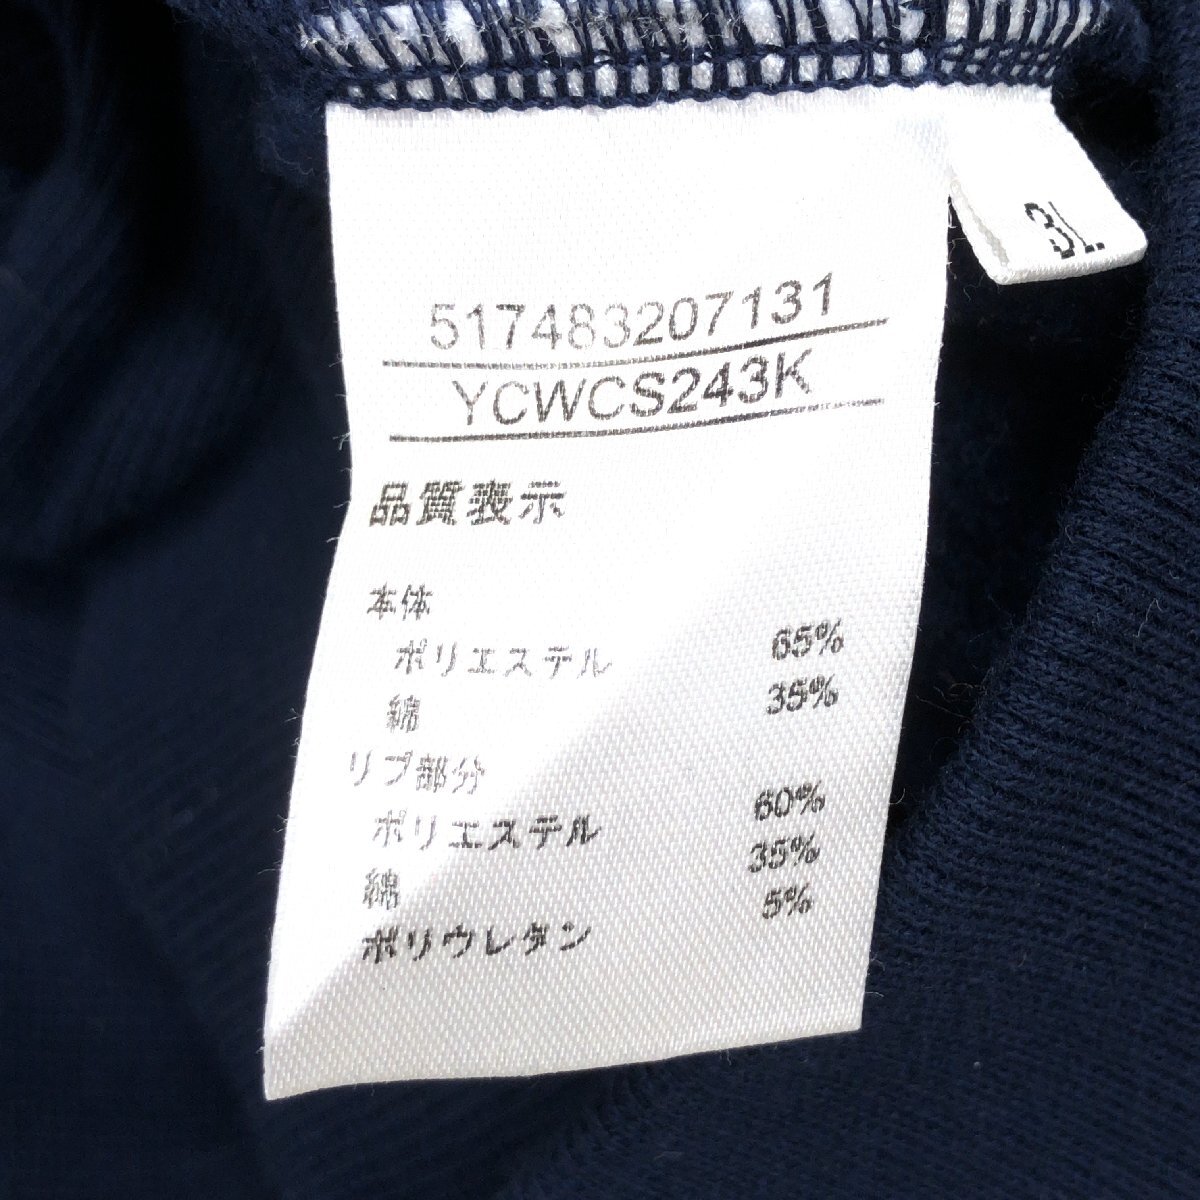 3L
517483207131
YCWCS243K
品質表示
本体
ポリエステル 65%
綿 35%
リブ部分
ポリエステル 60%
綿 35%
ポリウレタン 5%